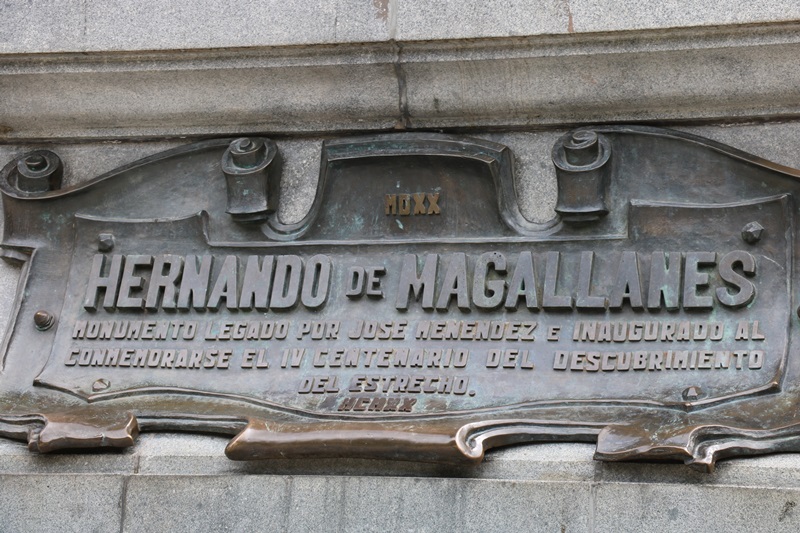 MDXX
HERNANDO DE MAGALLANES
MONUMENTO LEGADO POR JOSE MENENDEZ E INAUGURADO AL
CONMEMORARSE EL IV CENTENARIO DEL DESCUBRIMIENTO
DEL ESTRECHO.
MCMXX